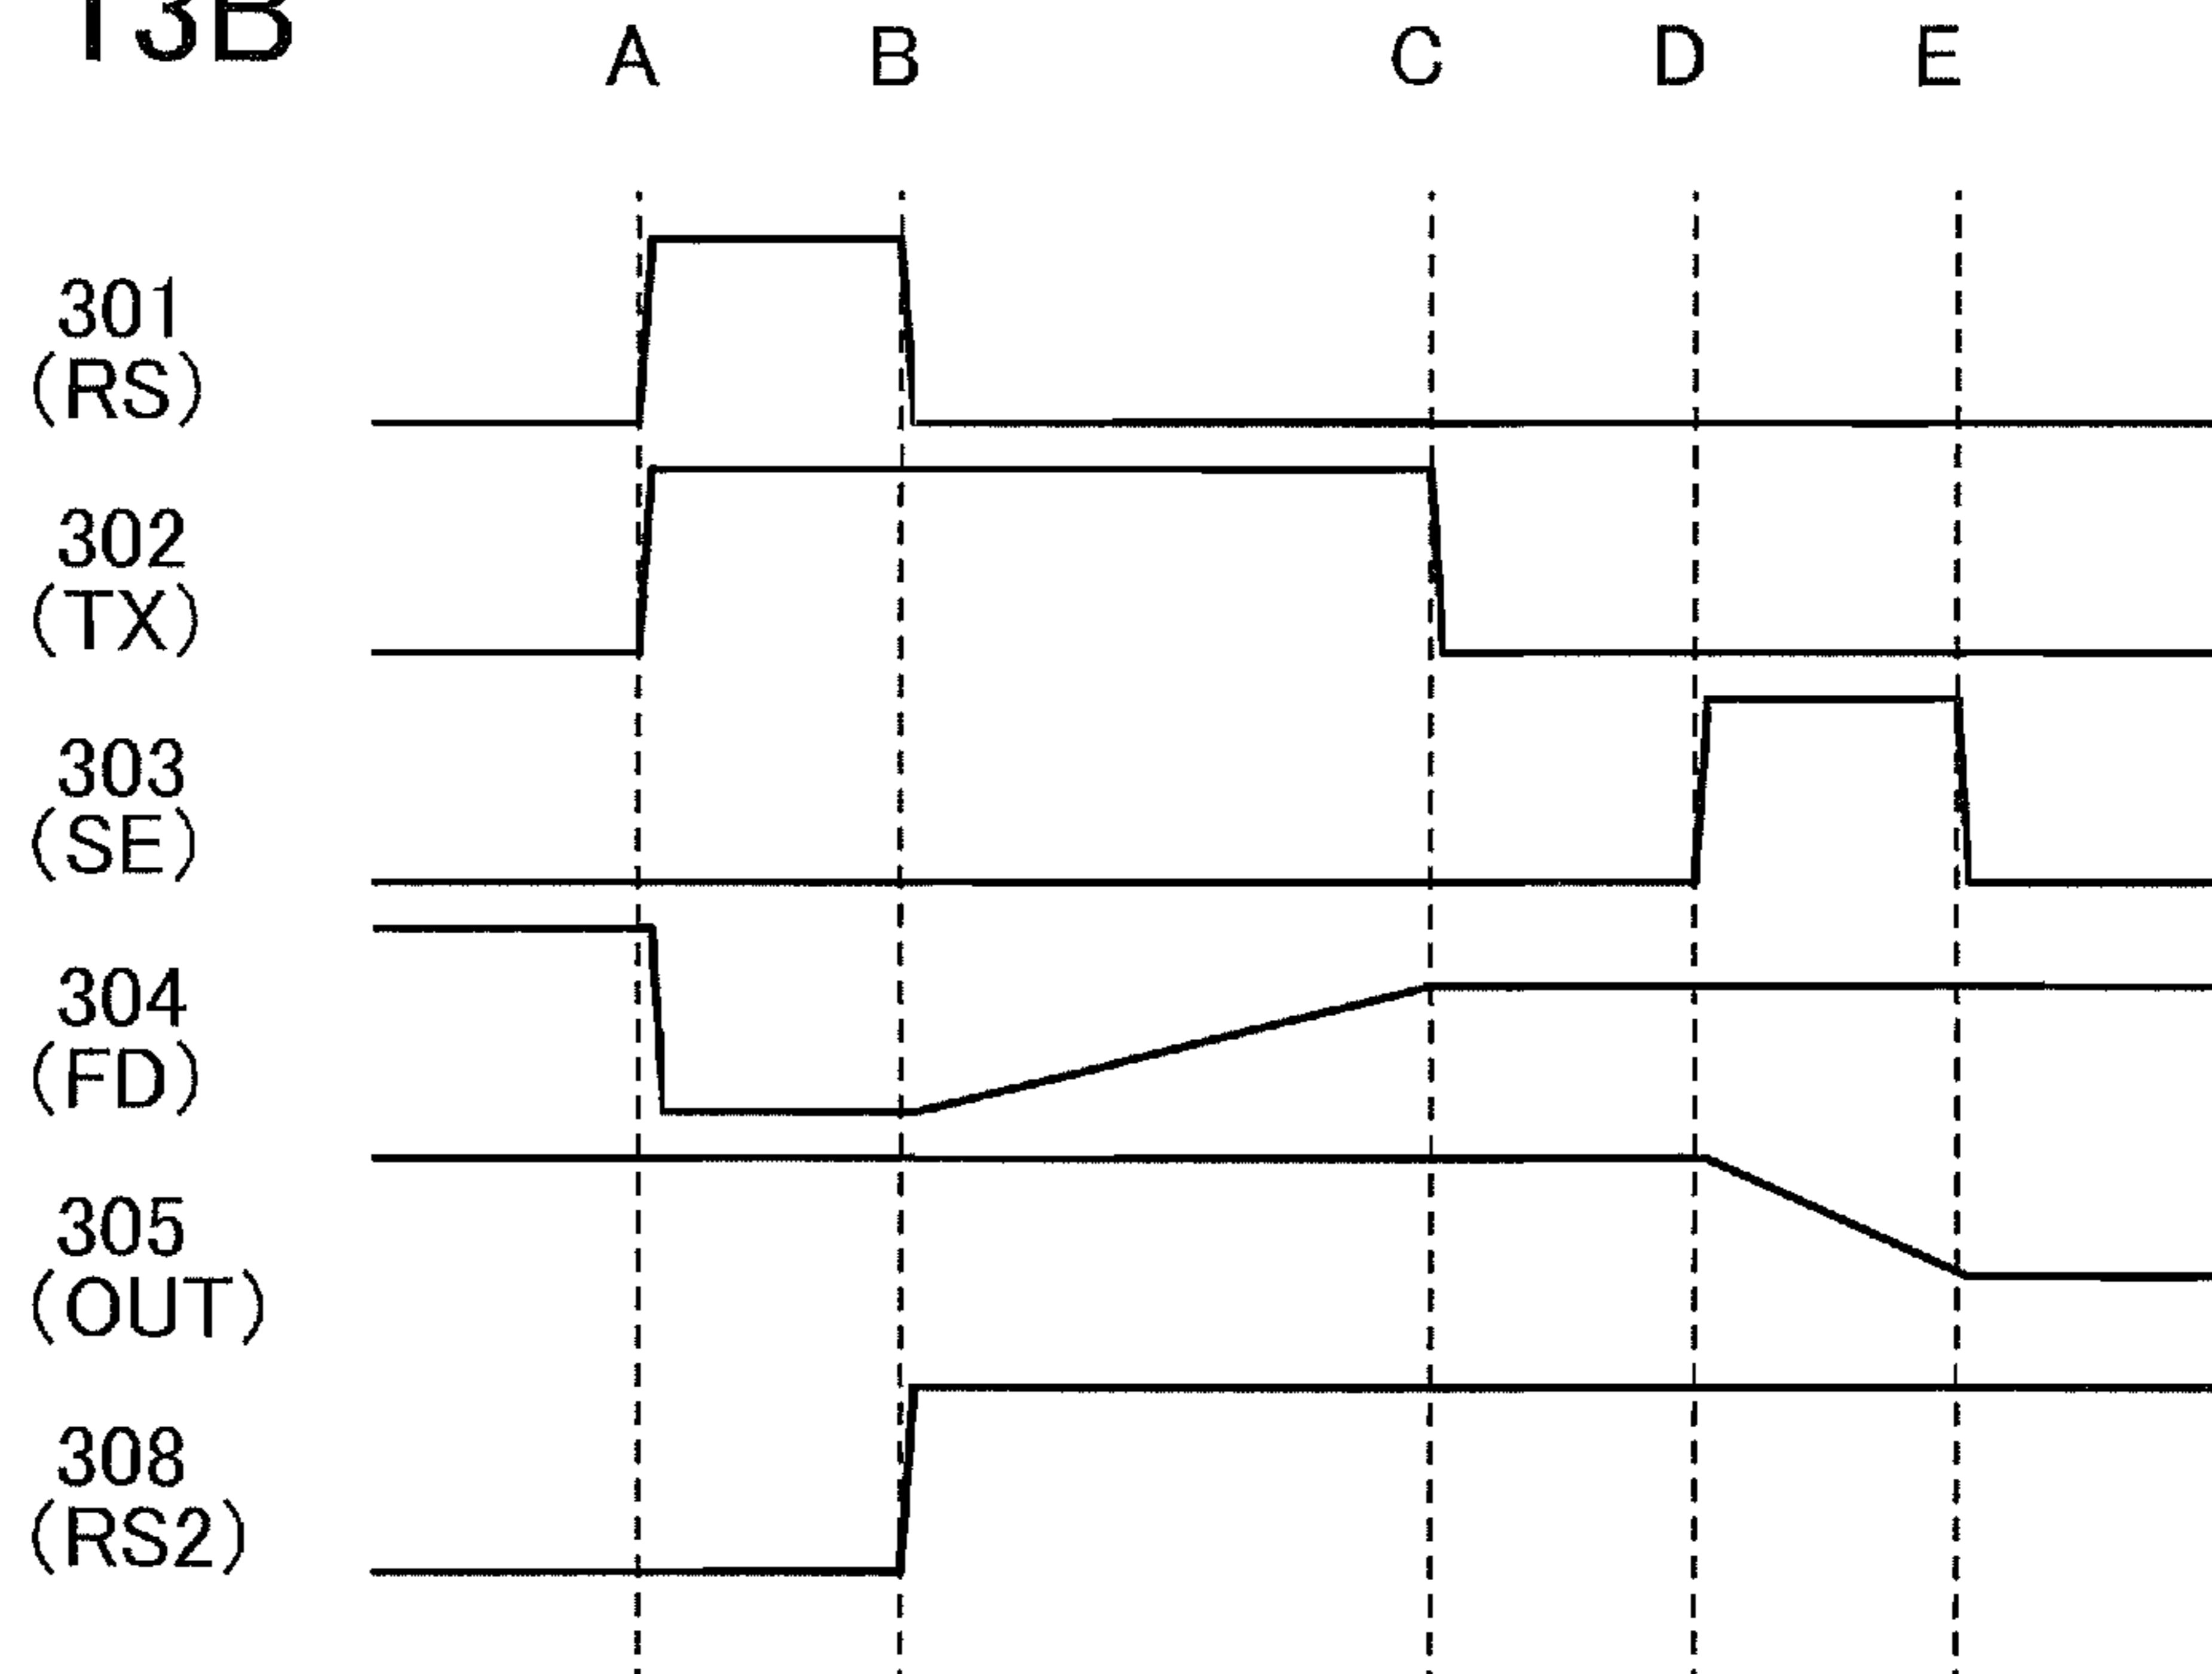 13B
A B C D E
301
(RS)
302
(TX)
303
(SE)
304
(FD)
305
(OUT)
308
(RS2)